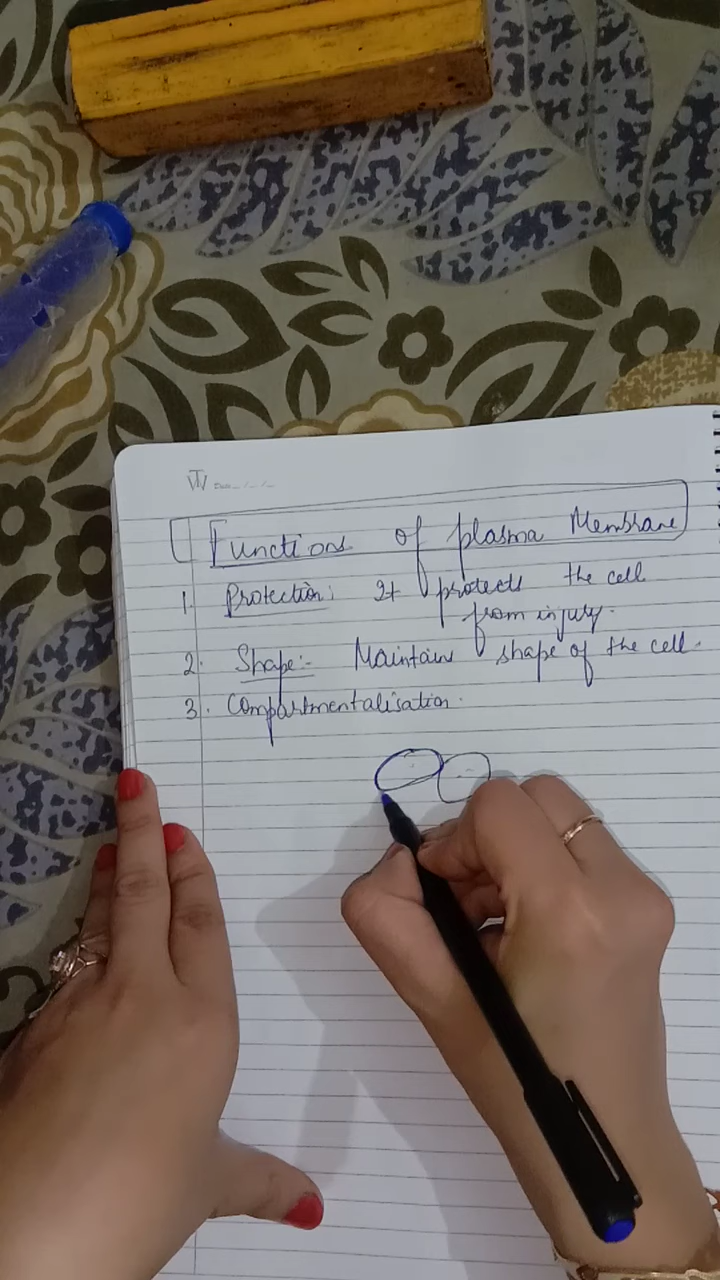 Functions of plasma Membrane
1. Protection: It protects the cell
from injury.
2. Shape:- Maintain shape of the cell.
3. Compartmentalisation.